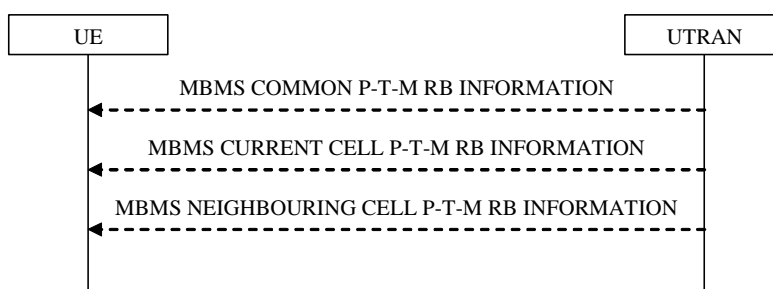 UE
UTRAN
MBMS COMMON P-T-M RB INFORMATION
MBMS CURRENT CELL P-T-M RB INFORMATION
MBMS NEIGHBOURING CELL P-T-M RB INFORMATION